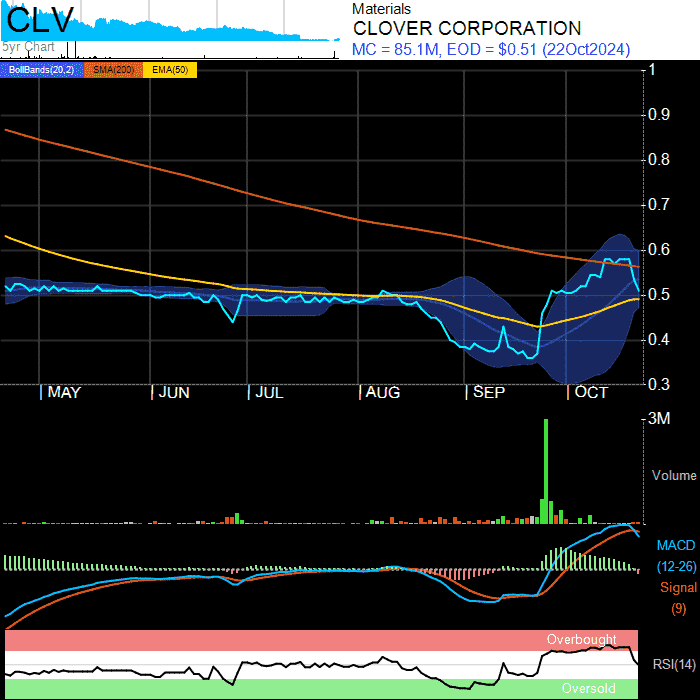 CLV
5yr Chart
Materials
CLOVER CORPORATION
MC = 85.1M, EOD = $0.51 (22Oct2024)
BollBands(20,2) SMA(200) EMA(50)
1
0.9
0.8
0.7
0.6
0.5
0.4
0.3
MAY JUN JUL AUG SEP OCT
3M
Volume
MACD
(12-26)
Signal
(9)
Overbought
RSI(14)
Oversold